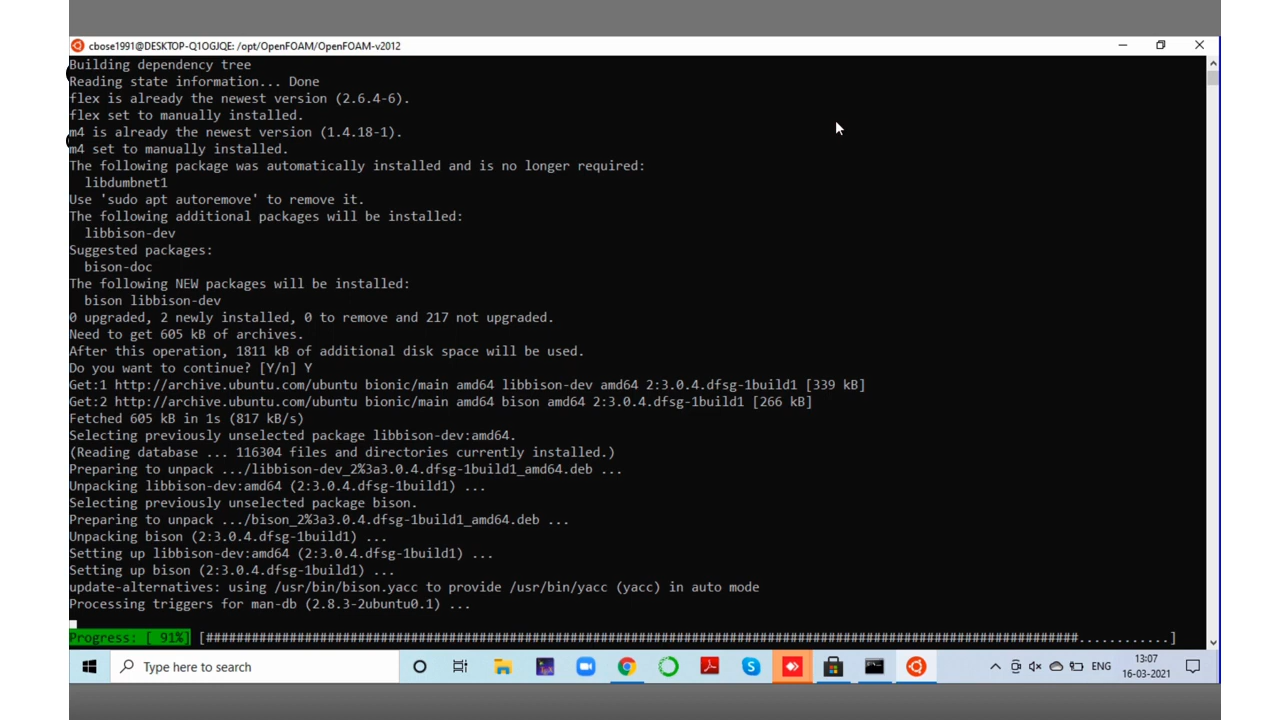 cbose1991@DESKTOP-Q1OGJQE: /opt/OpenFOAM/OpenFOAM-v2012
Building dependency tree
Reading state information... Done
flex is already the newest version (2.6.4-6).
flex set to manually installed.
m4 is already the newest version (1.4.18-1).
m4 set to manually installed.
The following package was automatically installed and is no longer required:
libdumbnet1
Use 'sudo apt autoremove' to remove it.
The following additional packages will be installed:
libbison-dev
Suggested packages:
bison-doc
The following NEW packages will be installed:
bison libbison-dev
0 upgraded, 2 newly installed, 0 to remove and 217 not upgraded.
Need to get 605 kB of archives.
After this operation, 1811 kB of additional disk space will be used.
Do you want to continue? [Y/n] Y
Get:1 http://archive.ubuntu.com/ubuntu bionic/main amd64 libbison-dev amd64 2:3.0.4.dfsg-1build1 [339 kB]
Get:2 http://archive.ubuntu.com/ubuntu bionic/main amd64 bison amd64 2:3.0.4.dfsg-1build1 [266 kB]
Fetched 605 kB in 1s (817 kB/s)
Selecting previously unselected package libbison-dev:amd64.
(Reading database ... 116304 files and directories currently installed.)
Preparing to unpack .../libbison-dev_2%3a3.0.4.dfsg-1build1_amd64.deb ...
Unpacking libbison-dev:amd64 (2:3.0.4.dfsg-1build1) ...
Selecting previously unselected package bison.
Preparing to unpack .../bison_2%3a3.0.4.dfsg-1build1_amd64.deb ...
Unpacking bison (2:3.0.4.dfsg-1build1) ...
Setting up libbison-dev:amd64 (2:3.0.4.dfsg-1build1) ...
Setting up bison (2:3.0.4.dfsg-1build1) ...
update-alternatives: using /usr/bin/bison.yacc to provide /usr/bin/yacc (yacc) in auto mode
Processing triggers for man-db (2.8.3-2ubuntu0.1) ...
Progress: [ 91%] [###################################################################################################################............]
Type here to search
ENG
13:07
16-03-2021